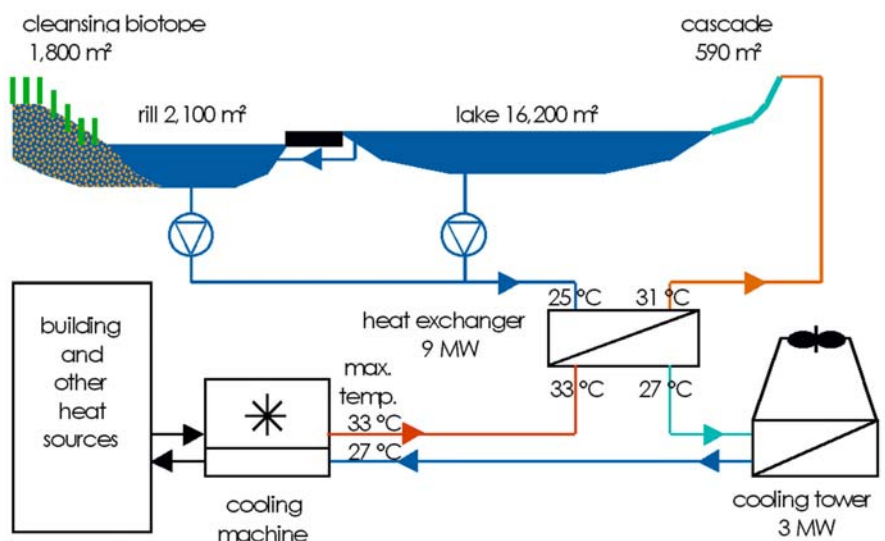 cleansing biotope
1,800 m²
cascade
590 m²
rill 2,100 m²
lake 16,200 m²
25 °C
31 °C
heat exchanger
9 MW
building
and
other
heat
sources
max.
temp.
33 °C
27 °C
33 °C
27 °C
cooling
machine
cooling tower
3 MW